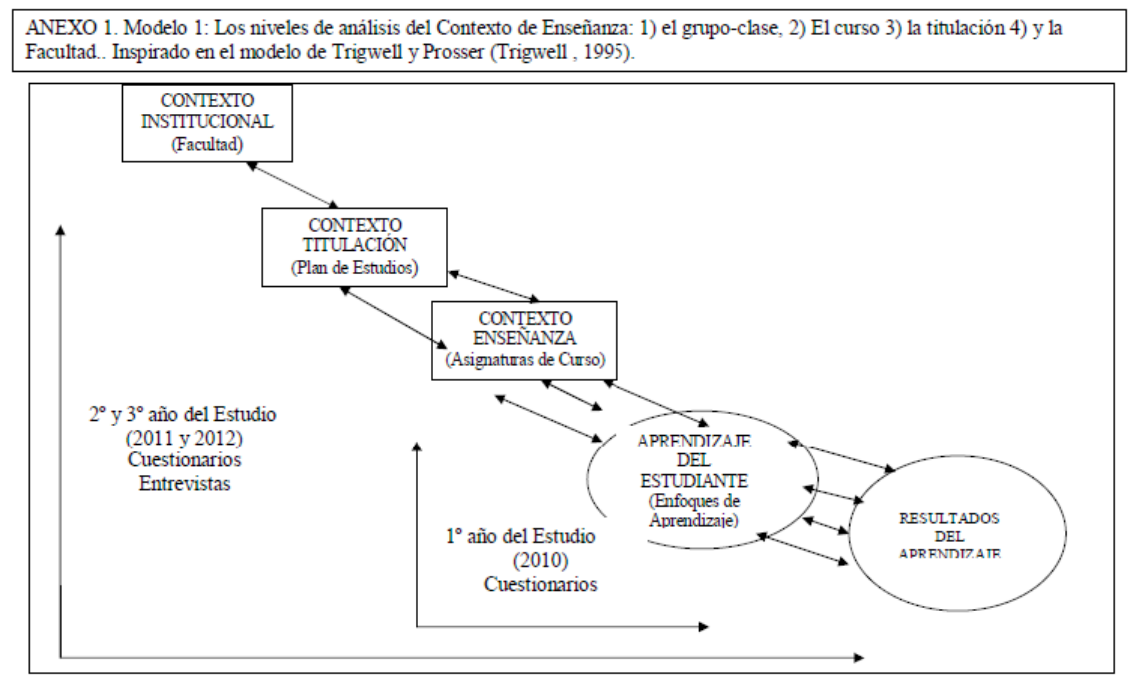 ANEXO 1. Modelo 1: Los niveles de análisis del Contexto de Enseñanza: 1) el grupo-clase, 2) El curso 3) la titulación 4) y la
Facultad.. Inspirado en el modelo de Trigwell y Prosser (Trigwell , 1995).
CONTEXTO
INSTITUCIONAL
(Facultad)
CONTEXTO
TITULACIÓN
(Plan de Estudios)
CONTEXTO
ENSEÑANZA
(Asignaturas de Curso)
2º y 3º año del Estudio
(2011 y 2012)
Cuestionarios
Entrevistas
APRENDIZAJE
DEL
ESTUDIANTE
(Enfoques de
Aprendizaje)
1º año del Estudio
(2010)
Cuestionarios
RESULTADOS
DEL
APRENDIZAJE